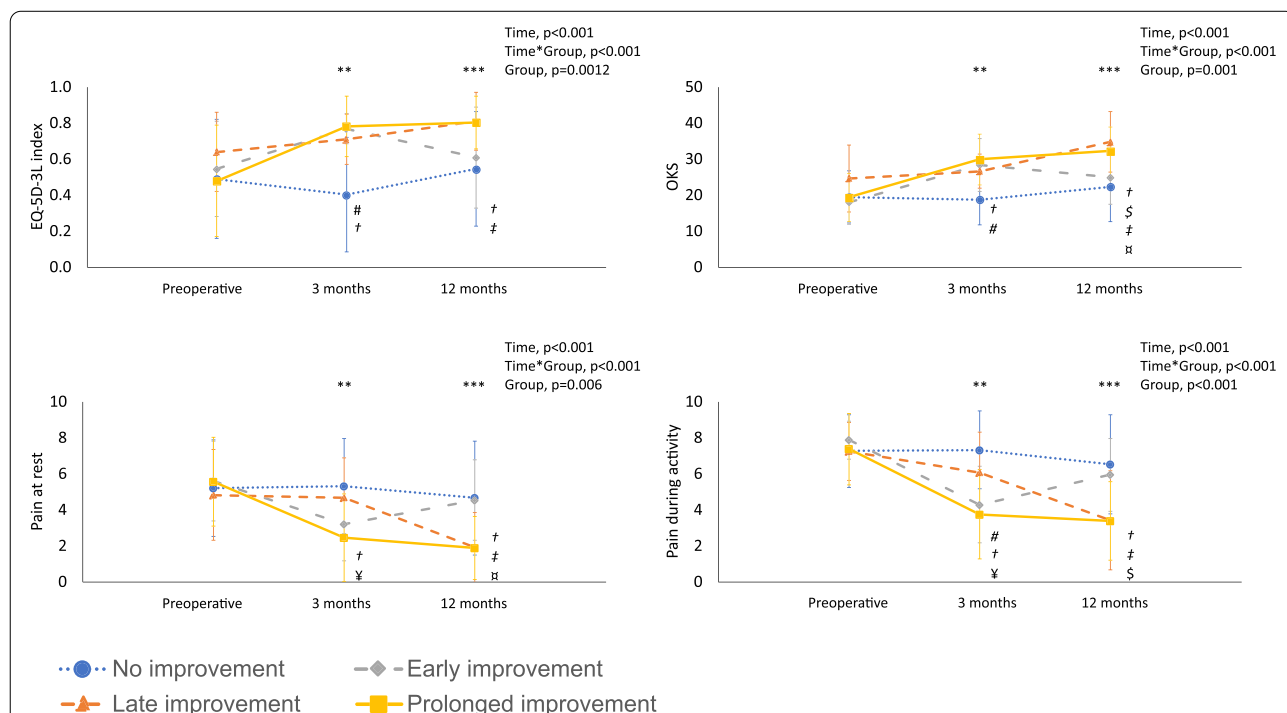 Time, p<0.001
Time*Group, p<0.001
Group, p=0.0012
** ***
EQ-5D-3L index
1.0
0.8
0.6
0.4
0.2
0.0
#
†
†
‡
Preoperative 3 months 12 months
Time, p<0.001
Time*Group, p<0.001
Group, p=0.001
** ***
OKS
50
40
30
20
10
0
†
#
†
$
‡
¤
Preoperative 3 months 12 months
Time, p<0.001
Time*Group, p<0.001
Group, p=0.006
** ***
Pain at rest
10
8
6
4
2
0
†
¥
†
‡
¤
Preoperative 3 months 12 months
Time, p<0.001
Time*Group, p<0.001
Group, p<0.001
** ***
Pain during activity
10
8
6
4
2
0
#
†
¥
†
‡
$
Preoperative 3 months 12 months
No improvement Early improvement
Late improvement Prolonged improvement